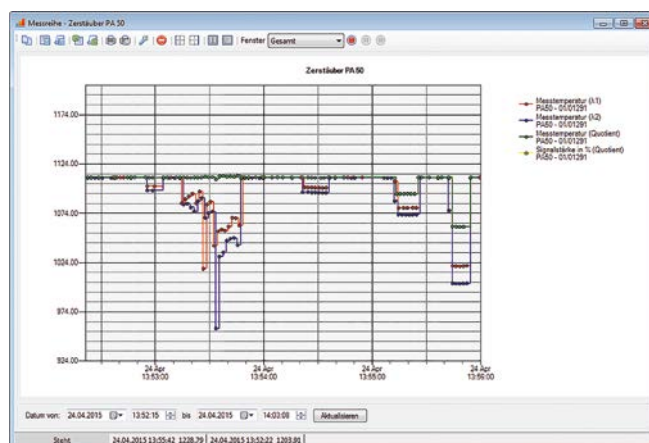 Messreihe - Zerstäuber PA 50
Fenster Gesamt
Zerstäuber PA50
1174.00
1124.00
1074.00
1024.00
974.00
924.00
24 Apr
13:53:00
24 Apr
13:54:00
24 Apr
13:55:00
24 Apr
13:56:00
Messtemperatur (λ1)
PA50 - 01/01291
Messtemperatur (λ2)
PA50 - 01/01291
Messtemperatur (Quotient)
PA50 - 01/01291
Signalstärke in % (Quotient)
PA50 - 01/01291
Datum von: 24.04.2015 13:52:15 bis 24.04.2015 14:03:08 Aktualisieren
Steht 24.04.2015 13:55:42 1228.79 24.04.2015 13:52:22 1203.91